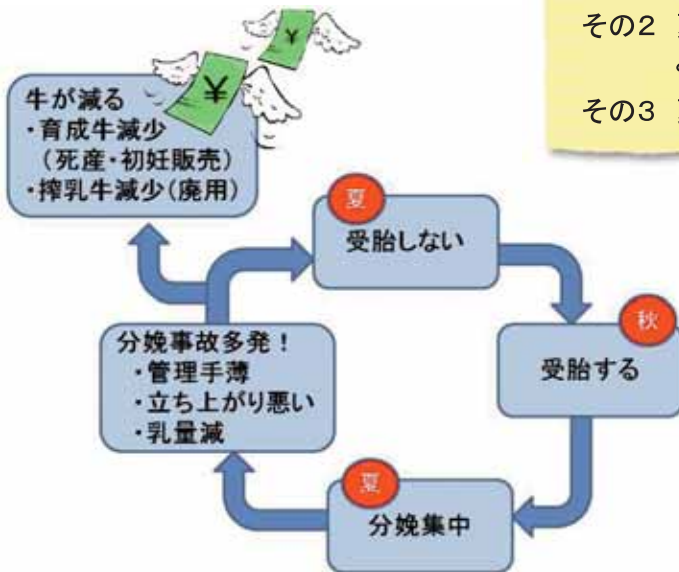 その2
その3
¥
¥
牛が減る
・育成牛減少
（死産・初妊販売）
・搾乳牛減少（廃用）
夏
受胎しない
秋
受胎する
夏
分娩集中
分娩事故多発！
・管理手薄
・立ち上がり悪い
・乳量減